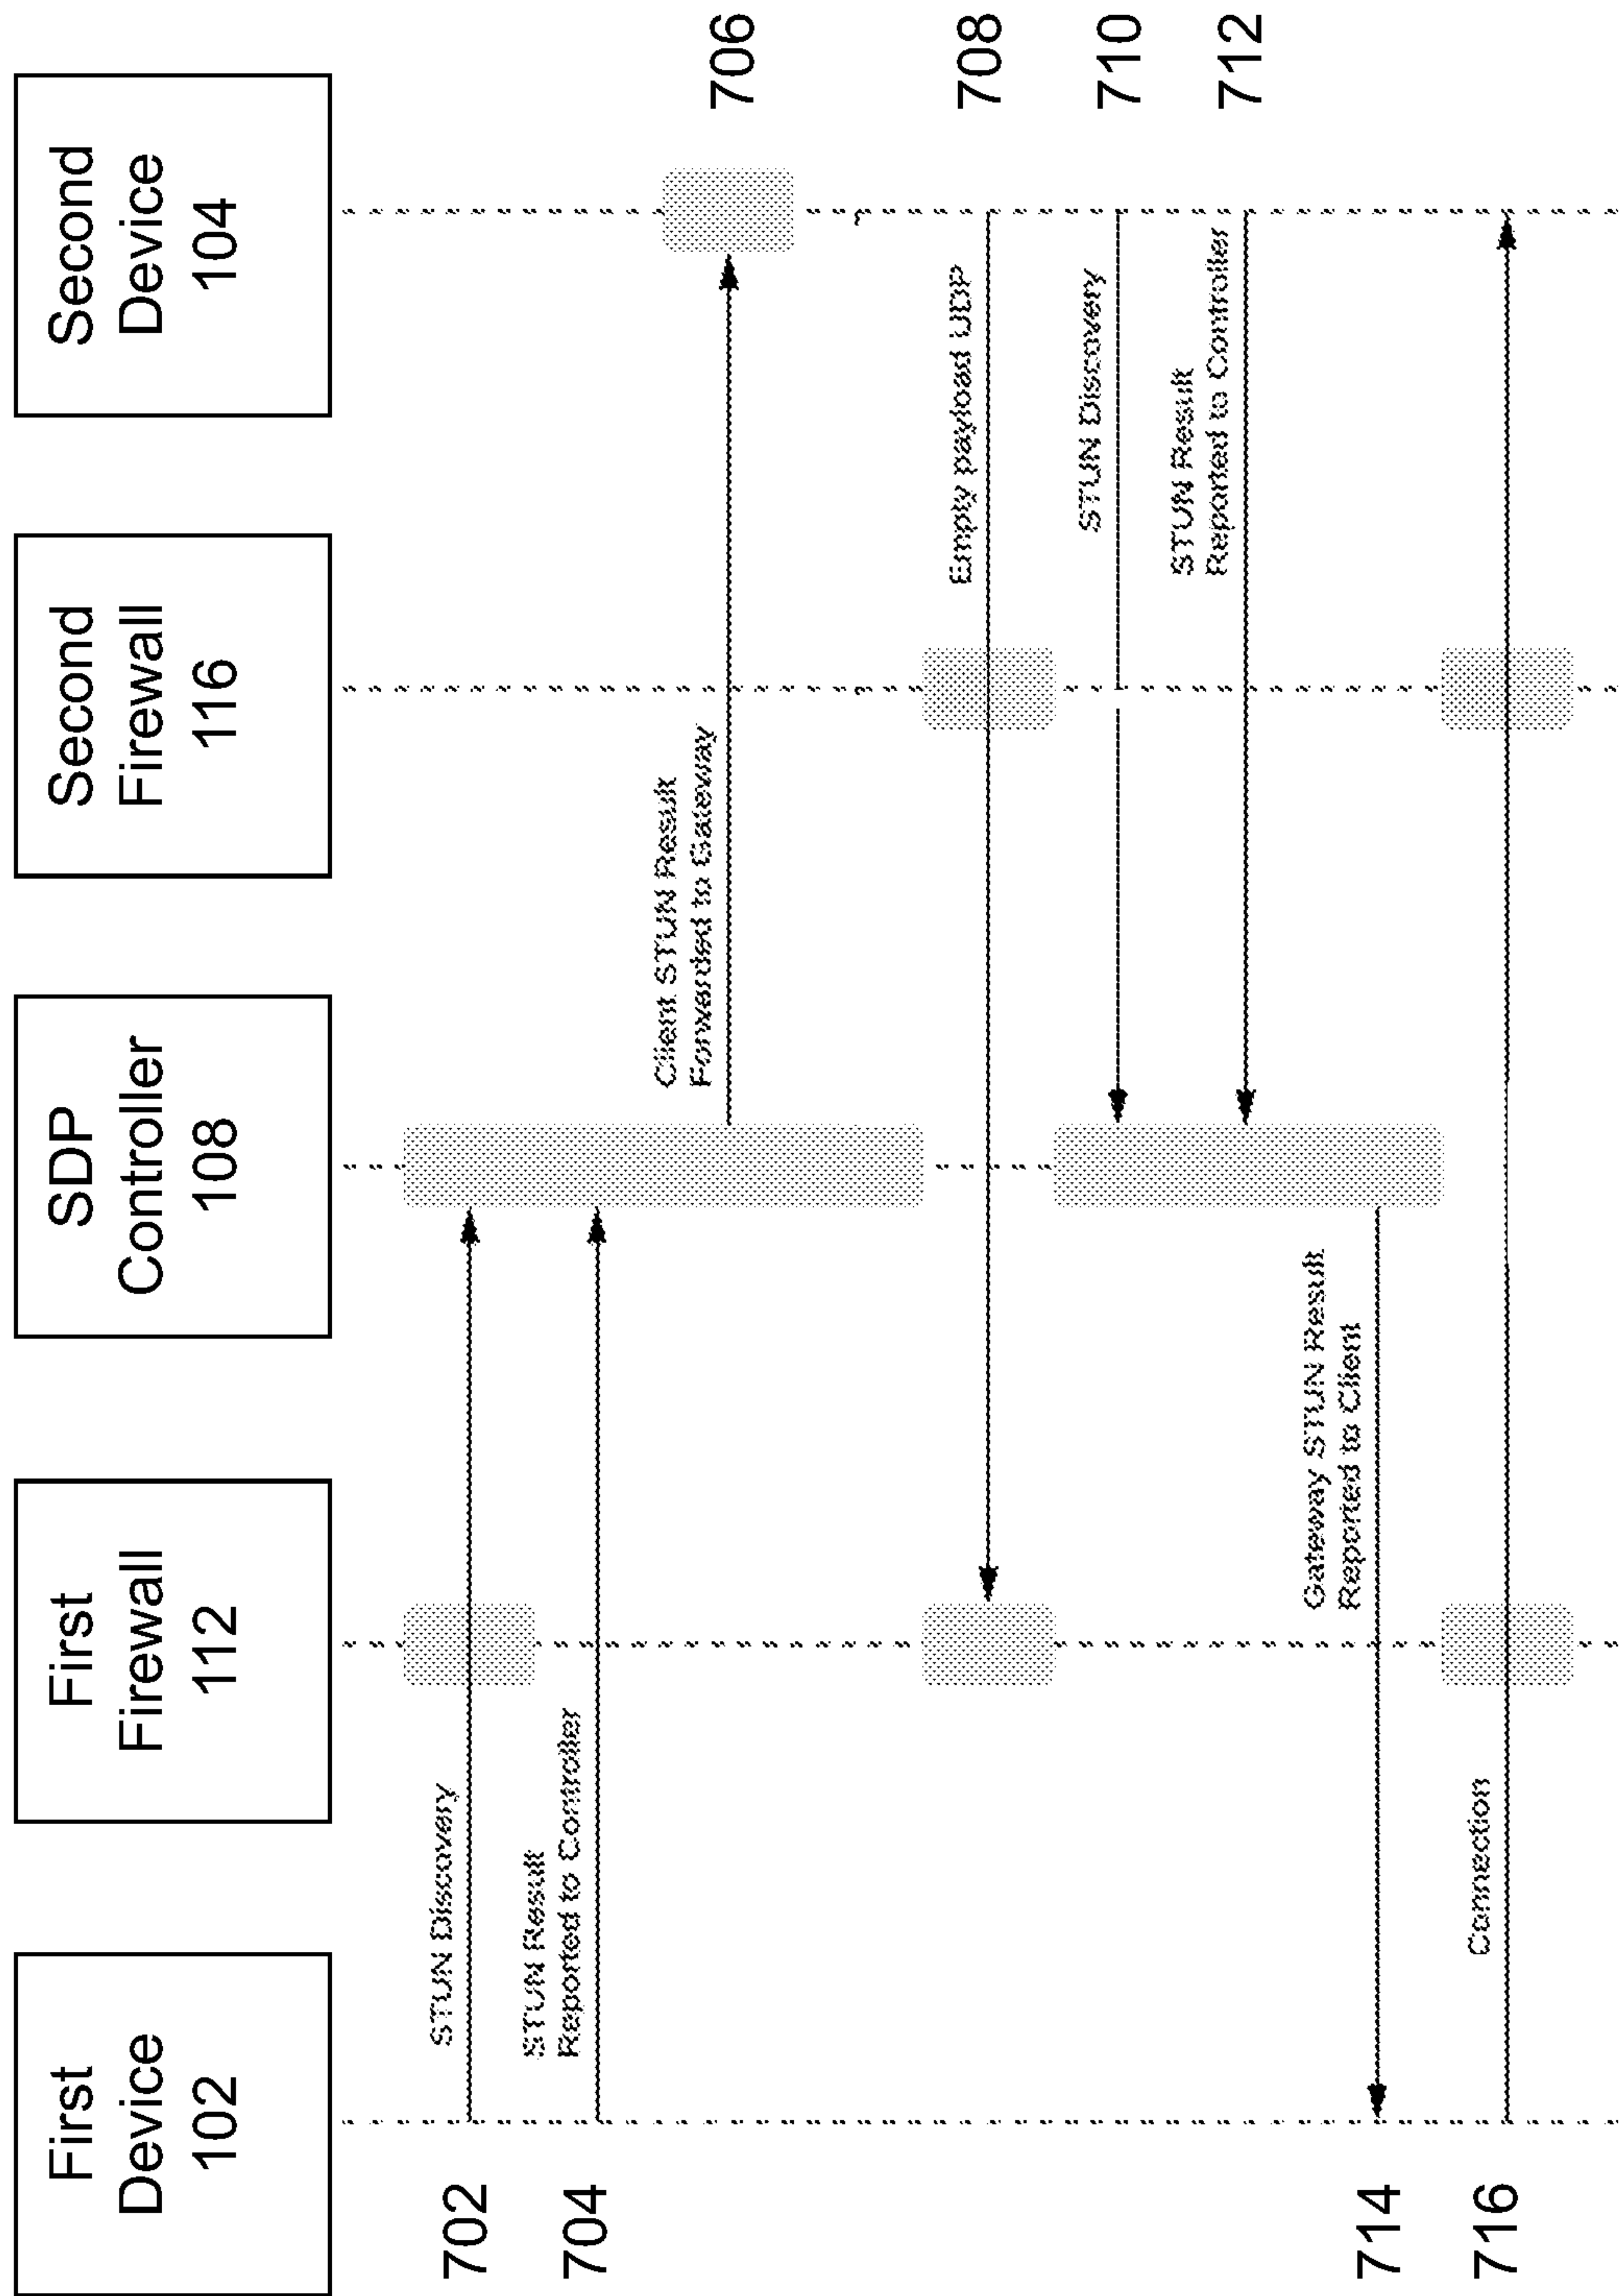 First
Device
102
First
Firewall
112
SDP
Controller
108
Second
Firewall
116
Second
Device
104
702
STUN Discovery
704
STUN Result
Reported to Controller
Client STUN Result
Forwarded to Gateway
706
Empty payload UDP
708
STUN Discovery
710
STUN Result
Reported to Controller
712
714
Gateway STUN Result
Reported to Client
716
Connection